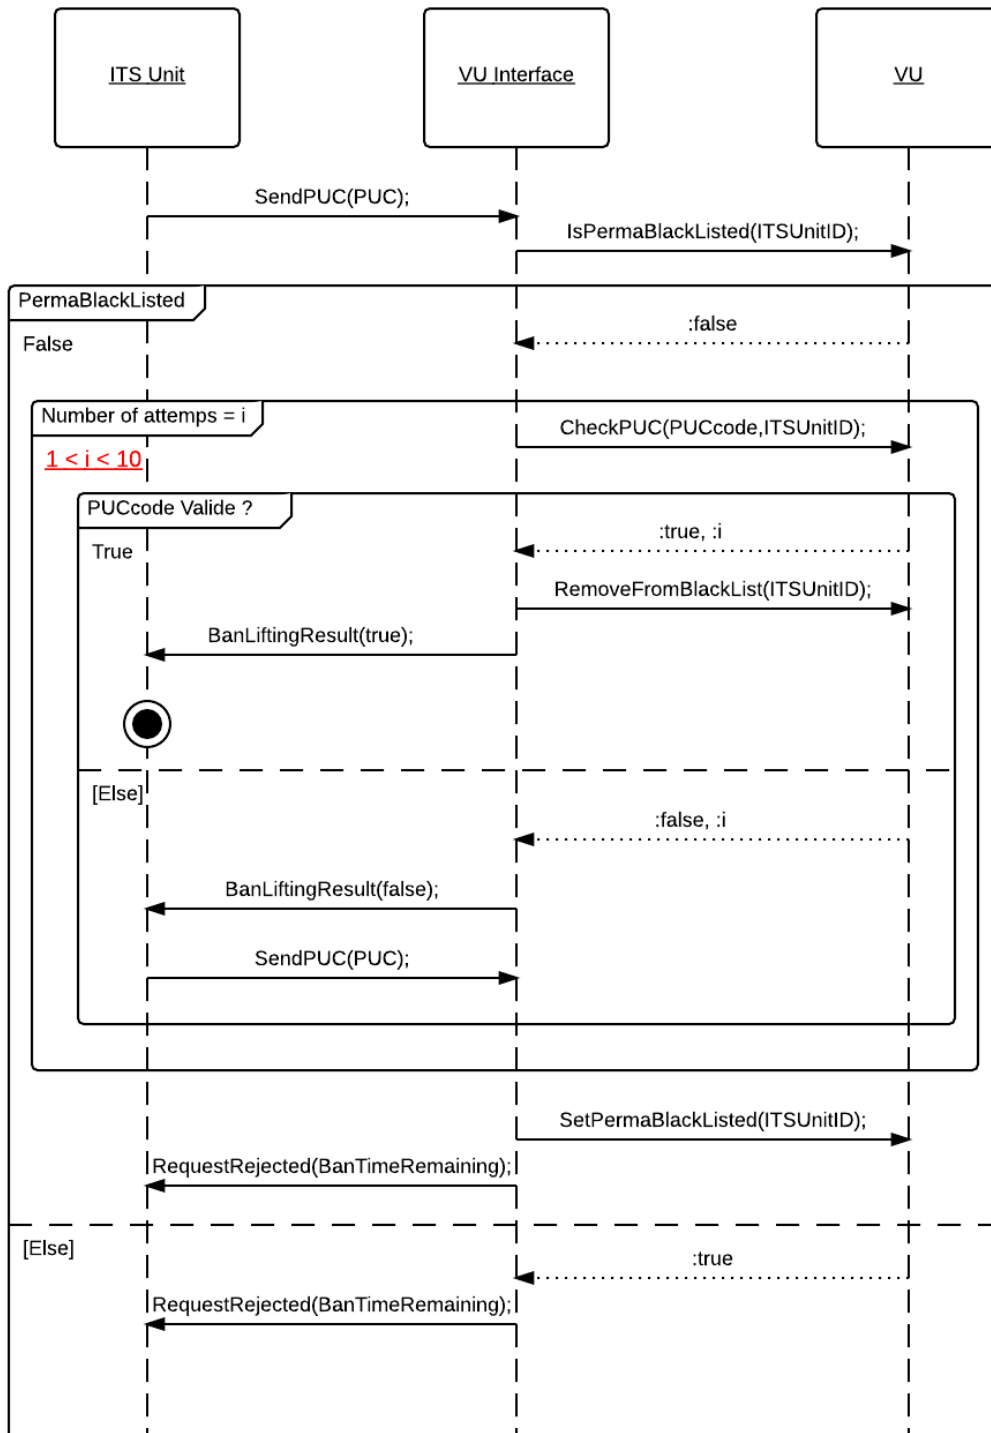 ITS Unit
VU Interface
VU
SendPUC(PUC);
IsPermaBlackListed(ITSUnitID);
PermaBlackListed
:false
False
Number of attemps = i
CheckPUC(PUCcode,ITSUnitID);
1 < i < 10
PUCcode Valide ?
:true, :i
True
RemoveFromBlackList(ITSUnitID);
BanLiftingResult(true);
[Else]
:false, :i
BanLiftingResult(false);
SendPUC(PUC);
SetPermaBlackListed(ITSUnitID);
RequestRejected(BanTimeRemaining);
[Else]
:true
RequestRejected(BanTimeRemaining);